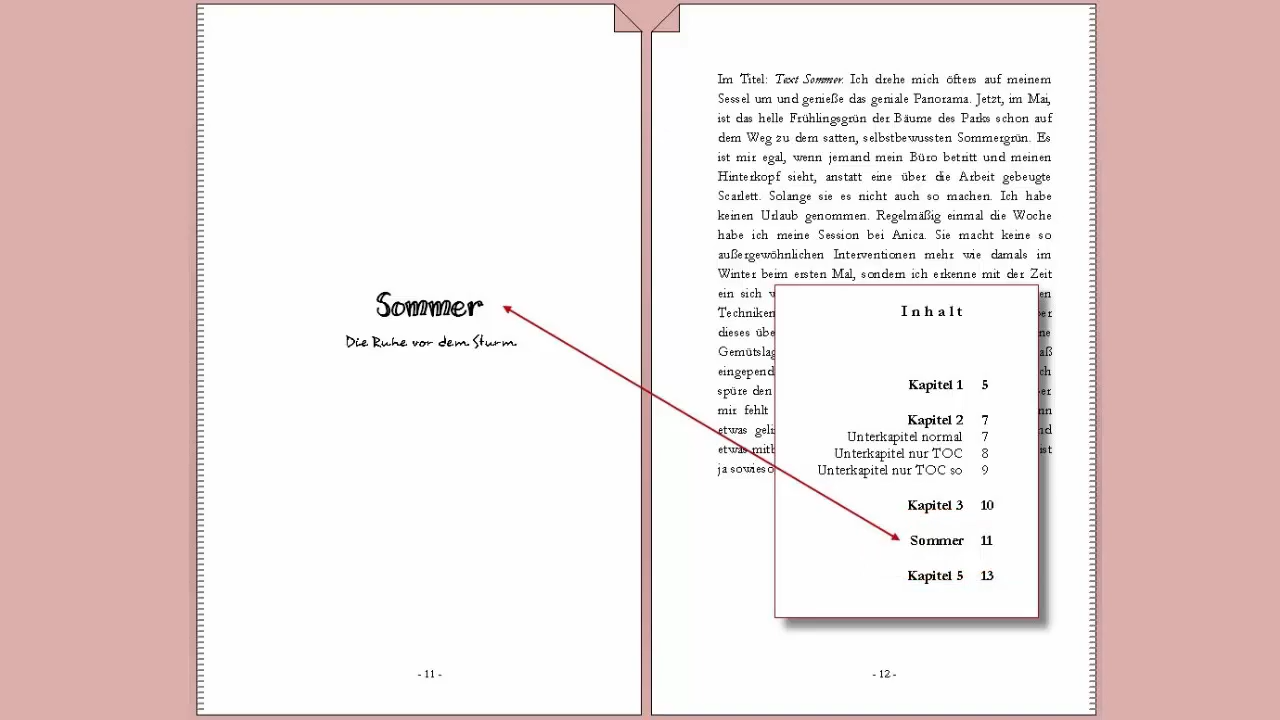 Sommer
Die Ruhe vor dem Sturm.
- 11 -
Im Titel: Text Sommer. Ich drehe mich öfters auf meinem
Sessel um und genieße das geniale Panorama. Jetzt, im Mai,
ist das helle Frühlingsgrün der Bäume des Parks schon auf
dem Weg zu dem satten, selbstbewussten Sommergrün. Es
ist mir egal, wenn jemand mein Büro betritt und meinen
Hinterkopf sieht, anstatt eine über die Arbeit gebeugte
Scarlett. Solange sie es nicht auch so machen. Ich habe
keinen Urlaub genommen. Regelmäßig einmal die Woche
habe ich meine Session bei Anica. Sie macht keine so
außergewöhnlichen Interventionen mehr wie damals im
Winter beim ersten Mal, sondern ich erkenne mit der Zeit
ein sich
Techniken
dieses
eingepend
spüre den
mir fehlt
etwas
sowieso
Inhalt
Kapitel 1 5
Kapitel 2 7
Unterkapitel normal 7
Unterkapitel nur TOC 8
Unterkapitel nur TOC so 9
Kapitel 3 10
Sommer 11
Kapitel 5 13
- 12 -